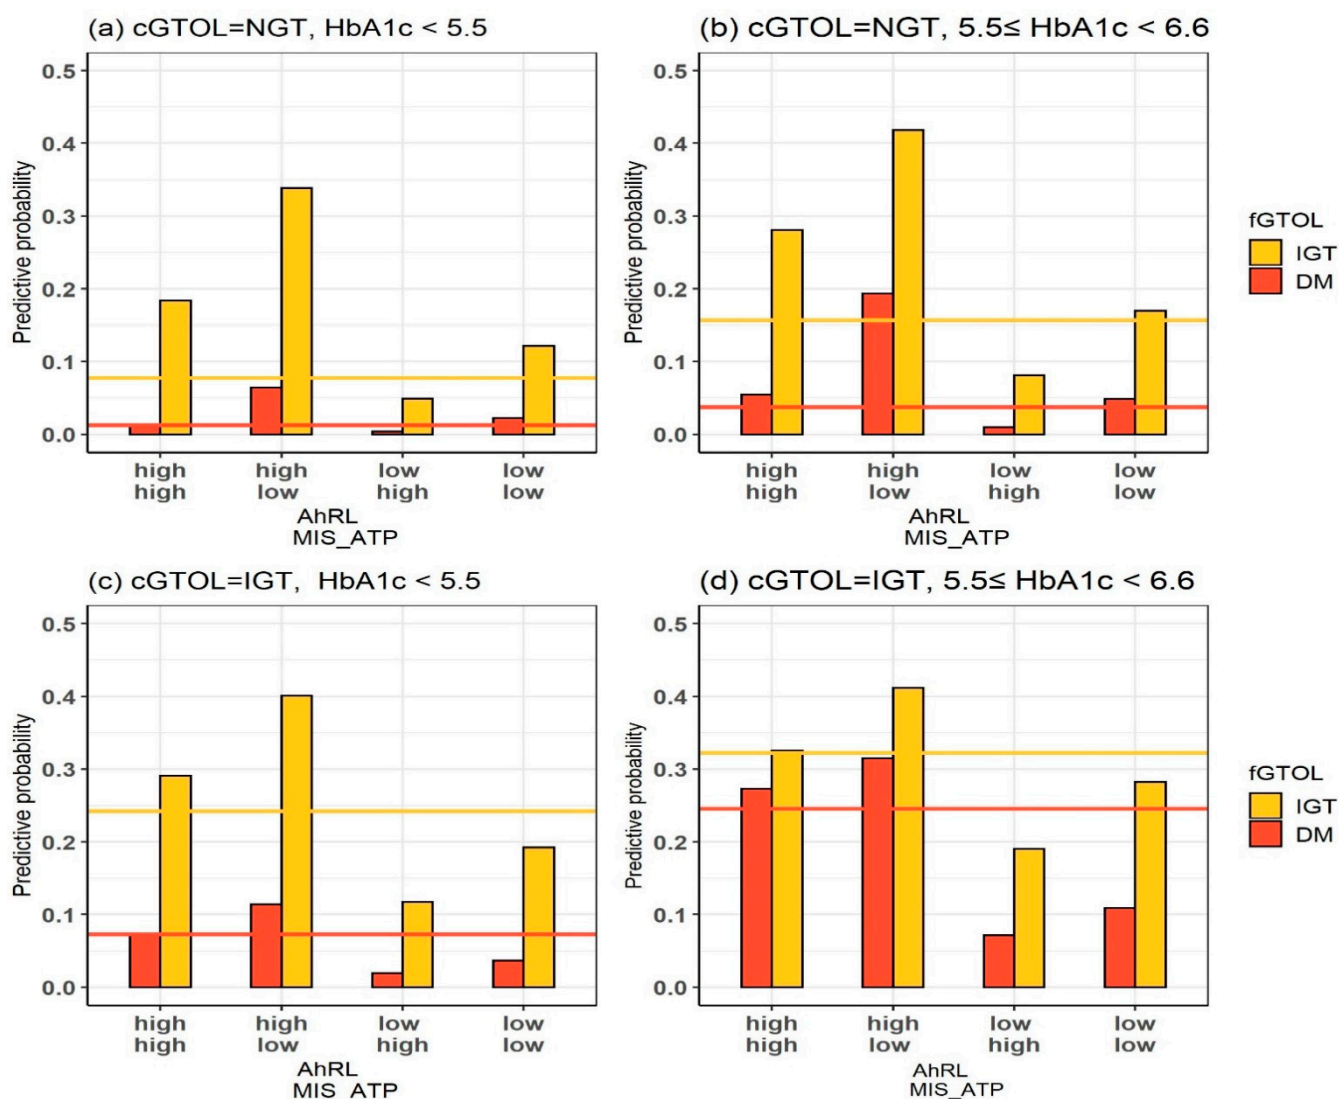 (a) cGTOL=NGT, HbA1c < 5.5
Predictive probability
0.5
0.4
0.3
0.2
0.1
0.0
high high low low
high low high low
AhRL
MIS_ATP
(b) cGTOL=NGT, 5.5≤ HbA1c < 6.6
Predictive probability
0.5
0.4
0.3
0.2
0.1
0.0
high high low low
high low high low
AhRL
MIS_ATP
fGTOL
IGT
DM
(c) cGTOL=IGT, HbA1c < 5.5
Predictive probability
0.5
0.4
0.3
0.2
0.1
0.0
high high low low
high low high low
AhRL
MIS_ATP
(d) cGTOL=IGT, 5.5≤ HbA1c < 6.6
Predictive probability
0.5
0.4
0.3
0.2
0.1
0.0
high high low low
high low high low
AhRL
MIS_ATP
fGTOL
IGT
DM